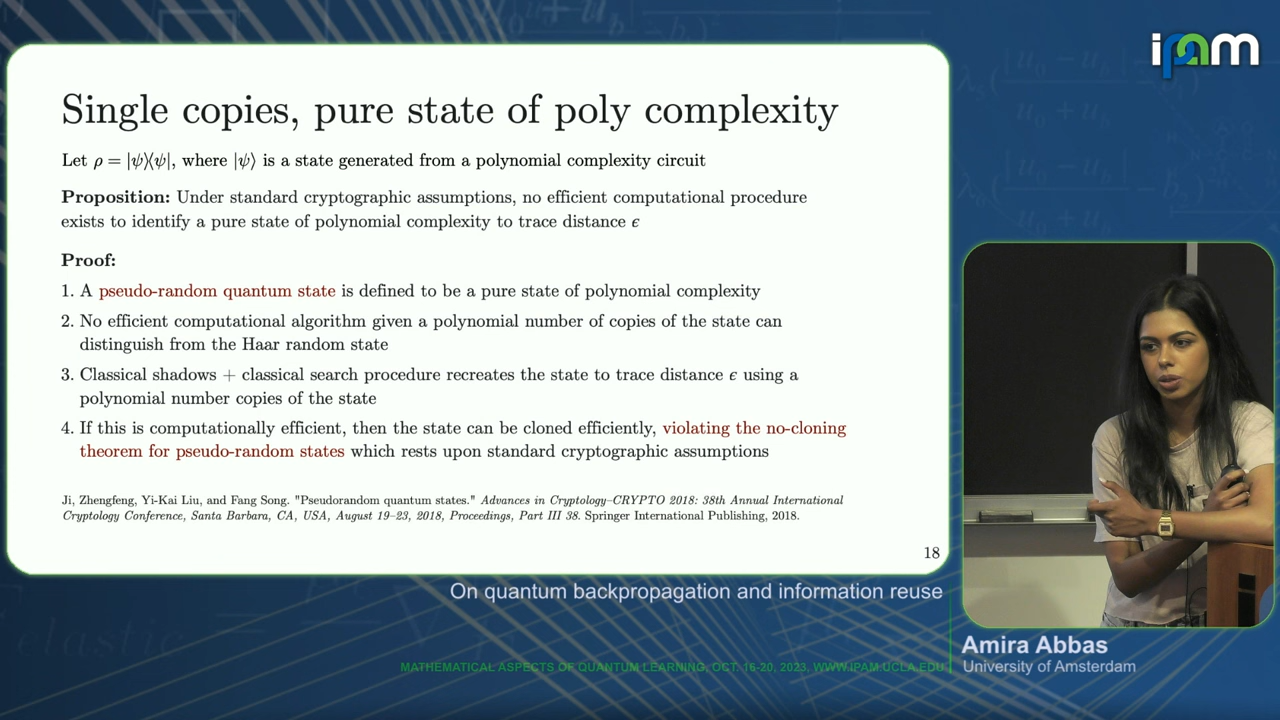 ipam
Single copies, pure state of poly complexity
Let ρ = |ψ⟩⟨ψ|, where |ψ⟩ is a state generated from a polynomial complexity circuit
Proposition: Under standard cryptographic assumptions, no efficient computational procedure
exists to identify a pure state of polynomial complexity to trace distance ϵ
Proof:
1. A pseudo-random quantum state is defined to be a pure state of polynomial complexity
2. No efficient computational algorithm given a polynomial number of copies of the state can
distinguish from the Haar random state
3. Classical shadows + classical search procedure recreates the state to trace distance ϵ using a
polynomial number copies of the state
4. If this is computationally efficient, then the state can be cloned efficiently, violating the no-cloning
theorem for pseudo-random states which rests upon standard cryptographic assumptions
Ji, Zhengfeng, Yi-Kai Liu, and Fang Song. "Pseudorandom quantum states." Advances in Cryptology–CRYPTO 2018: 38th Annual International
Cryptology Conference, Santa Barbara, CA, USA, August 19–23, 2018, Proceedings, Part III 38. Springer International Publishing, 2018.
18
On quantum backpropagation and information reuse
Amira Abbas
University of Amsterdam
MATHEMATICAL ASPECTS OF QUANTUM LEARNING, OCT. 16-20, 2023, WWW.IPAM.UCLA.EDU
elastic